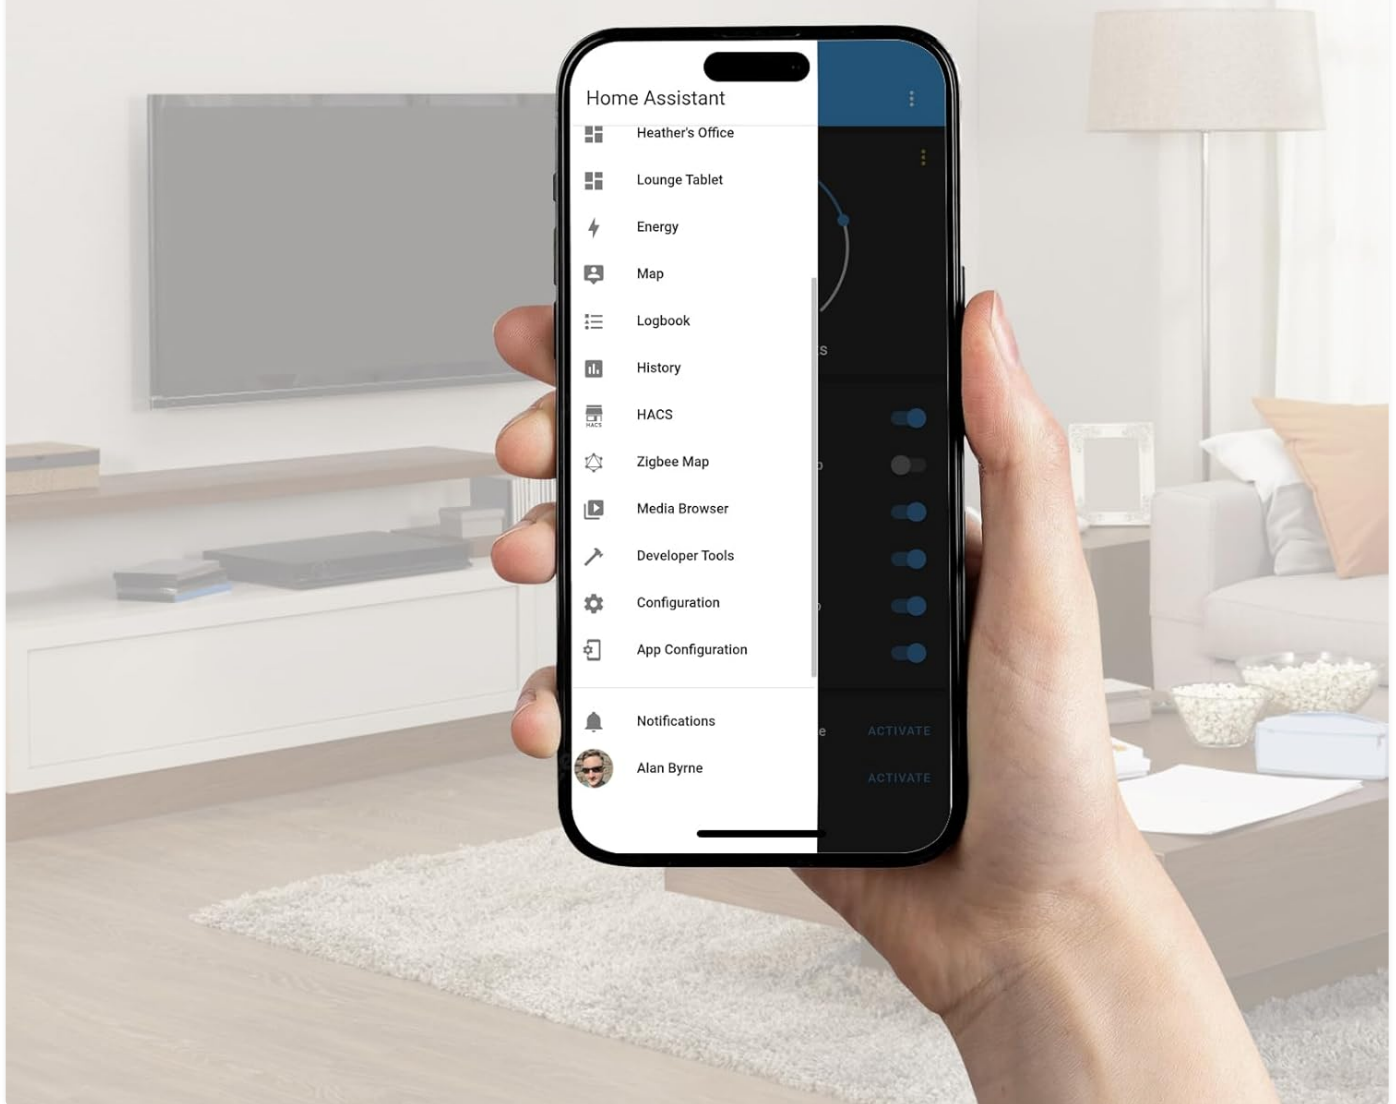 Home Assistant
Heather's Office
Lounge Tablet
Energy
Map
Logbook
History
HACS
HACS
Zigbee Map
Media Browser
Developer Tools
Configuration
App Configuration
Notifications
ACTIVATE
Alan Byrne
ACTIVATE